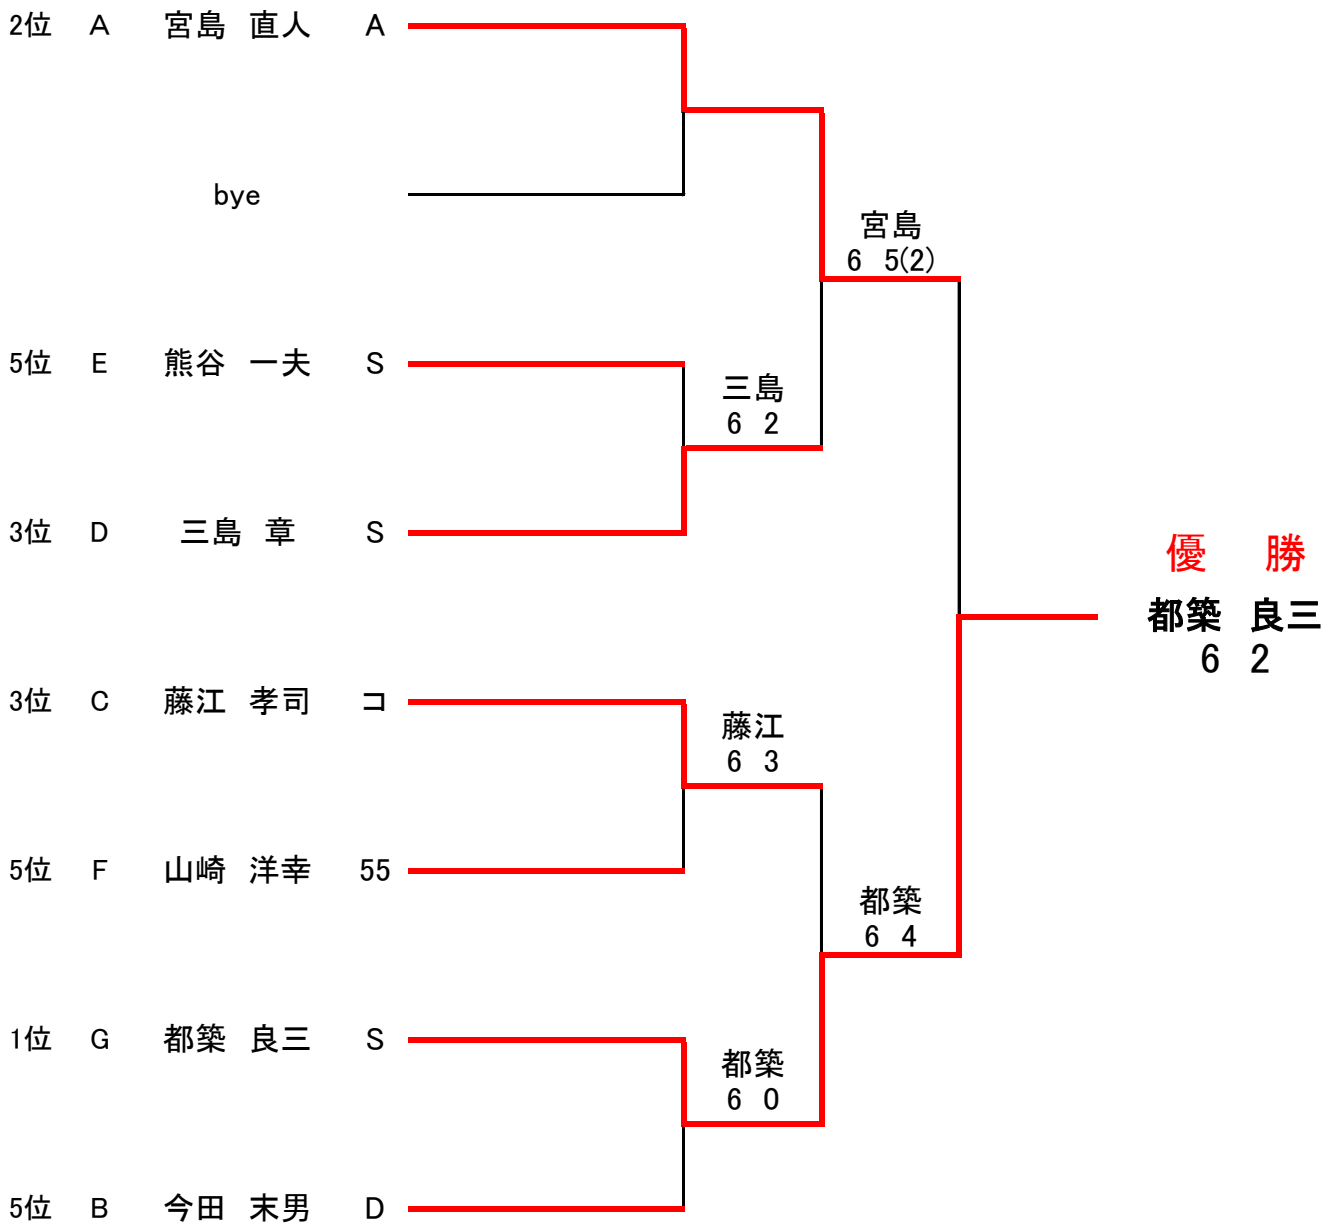 2位 A 宮島 直人 A
bye
宮島
6 5(2)
5位 E 熊谷 一夫 S
三島
6 2
3位 D 三島 章 S
優 勝
都築 良三
6 2
3位 C 藤江 孝司 コ
藤江
6 3
5位 F 山崎 洋幸 55
都築
6 4
1位 G 都築 良三 S
都築
6 0
5位 B 今田 末男 D